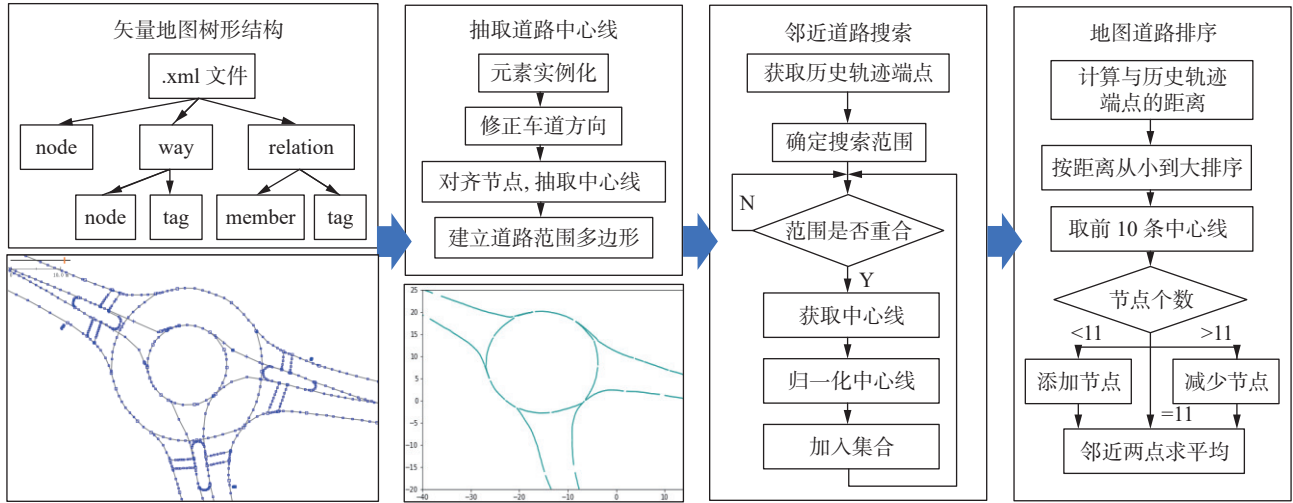 矢量地图树形结构
.xml 文件
node
way
relation
node
tag
member
tag
抽取道路中心线
元素实例化
修正车道方向
对齐节点, 抽取中心线
建立道路范围多边形
25
20
15
10
5
0
−5
−10
−15
−20
−40
−30
−20
−10
0
10
邻近道路搜索
获取历史轨迹端点
确定搜索范围
N
范围是否重合
Y
获取中心线
归一化中心线
加入集合
地图道路排序
计算与历史轨迹
端点的距离
按距离从小到大排序
取前 10 条中心线
节点个数
<11
>11
添加节点
减少节点
=11
邻近两点求平均